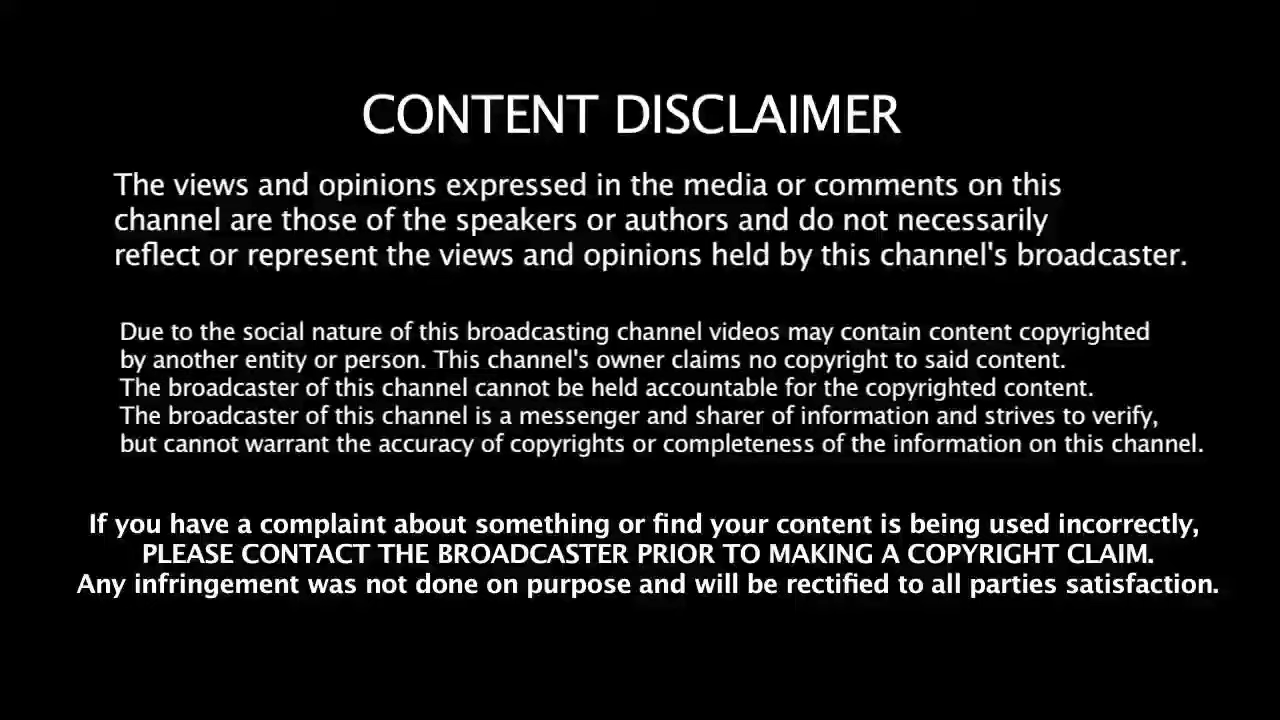 CONTENT DISCLAIMER
The views and opinions expressed in the media or comments on this
channel are those of the speakers or authors and do not necessarily
reflect or represent the views and opinions held by this channel's broadcaster.
Due to the social nature of this broadcasting channel videos may contain content copyrighted
by another entity or person. This channel's owner claims no copyright to said content.
The broadcaster of this channel cannot be held accountable for the copyrighted content.
The broadcaster of this channel is a messenger and sharer of information and strives to verify,
but cannot warrant the accuracy of copyrights or completeness of the information on this channel.
If you have a complaint about something or find your content is being used incorrectly,
PLEASE CONTACT THE BROADCASTER PRIOR TO MAKING A COPYRIGHT CLAIM.
Any infringement was not done on purpose and will be rectified to all parties satisfaction.